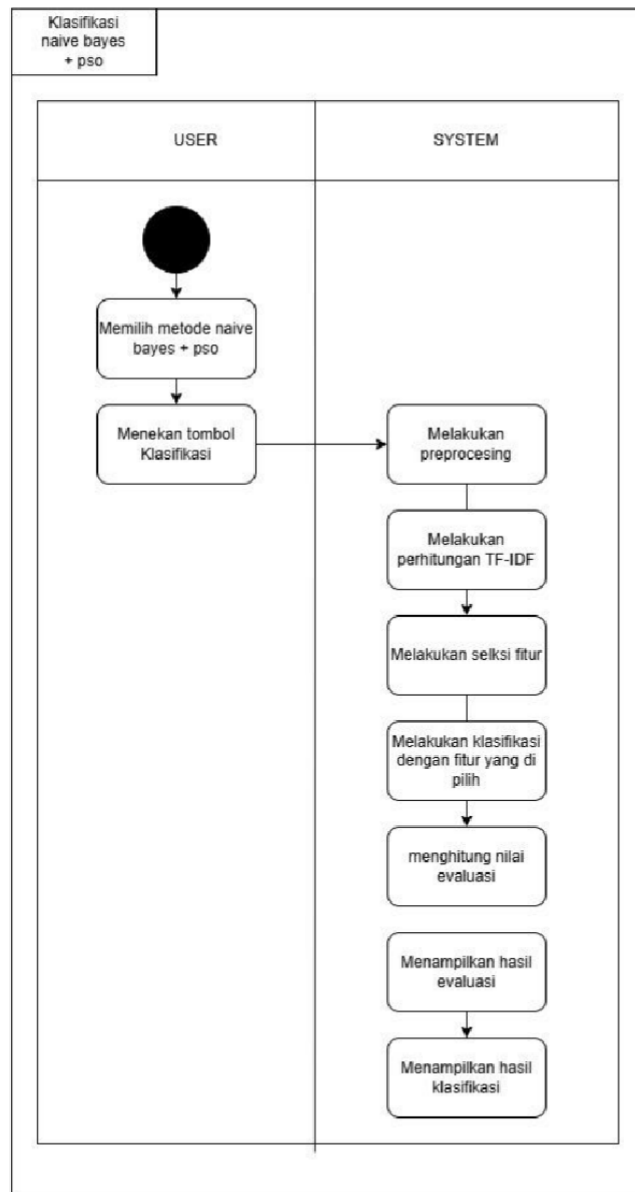 Klasifikasi
naive bayes
+ pso
USER
SYSTEM
Memilih metode naive
bayes + pso
Menekan tombol
Klasifikasi
Melakukan
preprocesing
Melakukan
perhitungan TF-IDF
Melakukan selksi fitur
Melakukan klasifikasi
dengan fitur yang di
pilih
menghitung nilai
evaluasi
Menampilkan hasil
evaluasi
Menampilkan hasil
klasifikasi